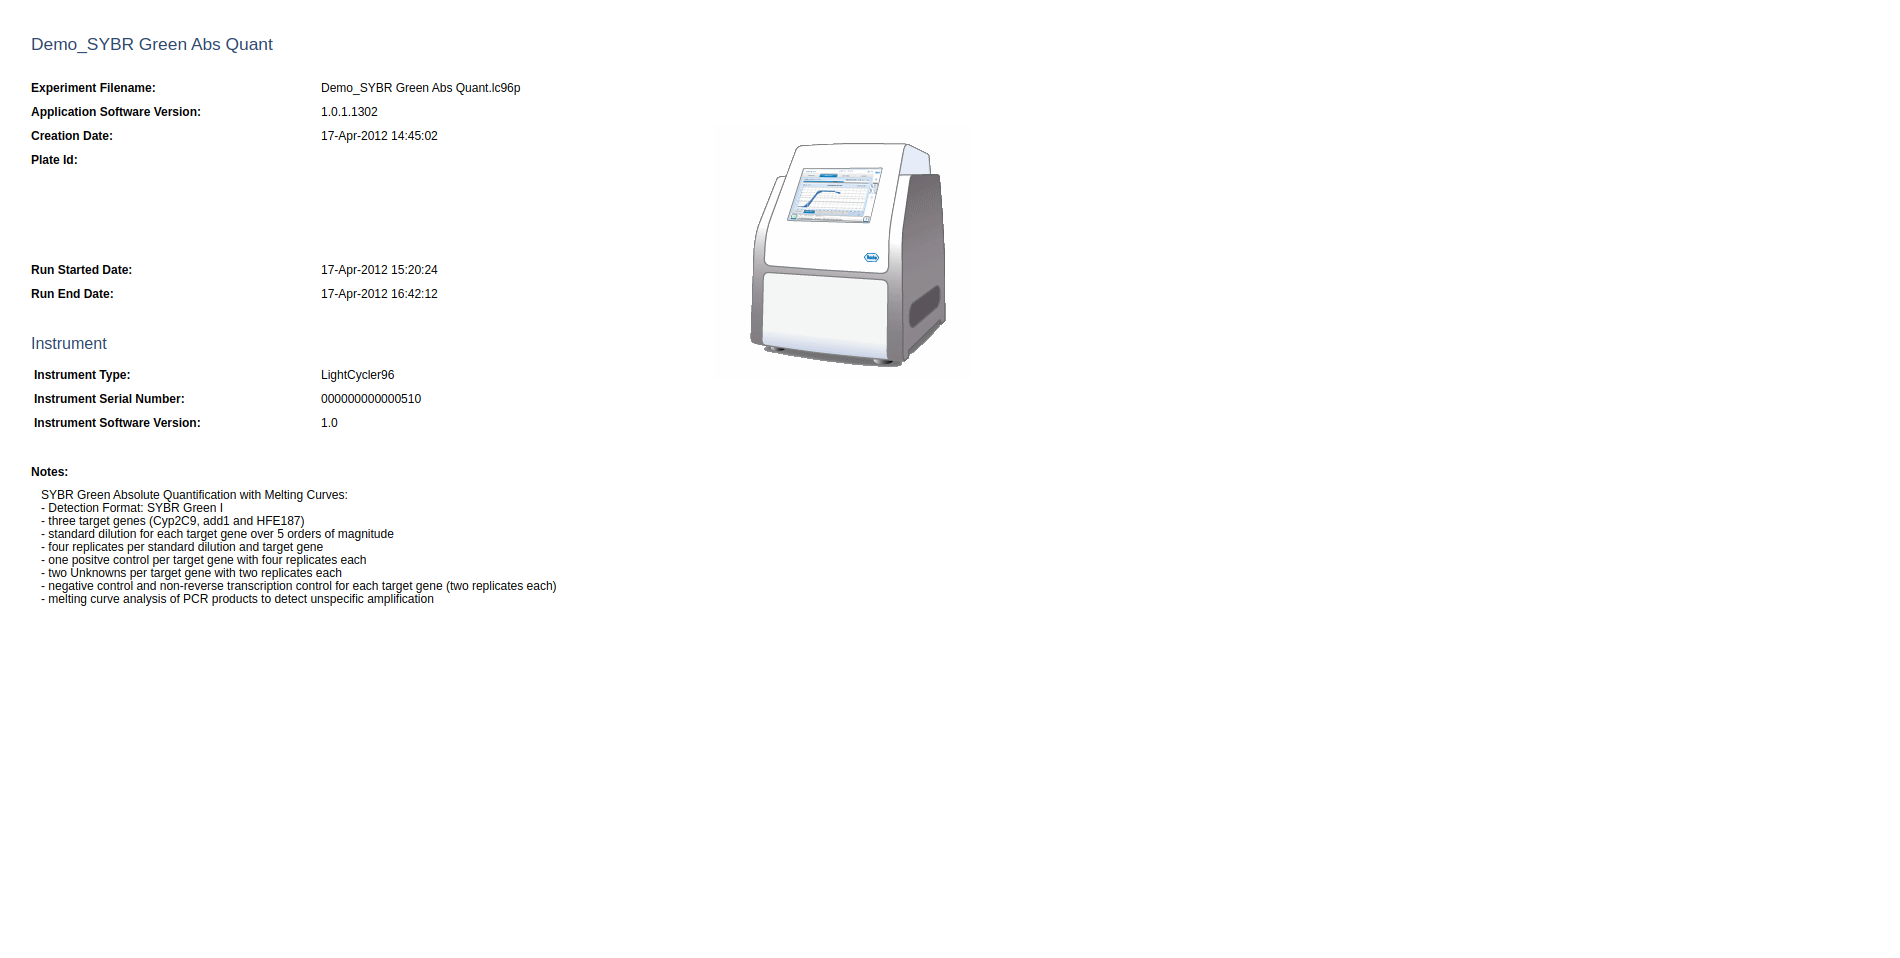 Demo_SYBR Green Abs Quant
Experiment Filename: Demo_SYBR Green Abs Quant.lc96p
Application Software Version: 1.0.1.1302
Creation Date: 17-Apr-2012 14:45:02
Plate Id:
Run Started Date: 17-Apr-2012 15:20:24
Run End Date: 17-Apr-2012 16:42:12
Instrument
Instrument Type: LightCycler96
Instrument Serial Number: 000000000000510
Instrument Software Version: 1.0
Notes:
SYBR Green Absolute Quantification with Melting Curves:
- Detection Format: SYBR Green I
- three target genes (Cyp2C9, add1 and HFE187)
- standard dilution for each target gene over 5 orders of magnitude
- four replicates per standard dilution and target gene
- one positve control per target gene with four replicates each
- two Unknowns per target gene with two replicates each
- negative control and non-reverse transcription control for each target gene (two replicates each)
- melting curve analysis of PCR products to detect unspecific amplification